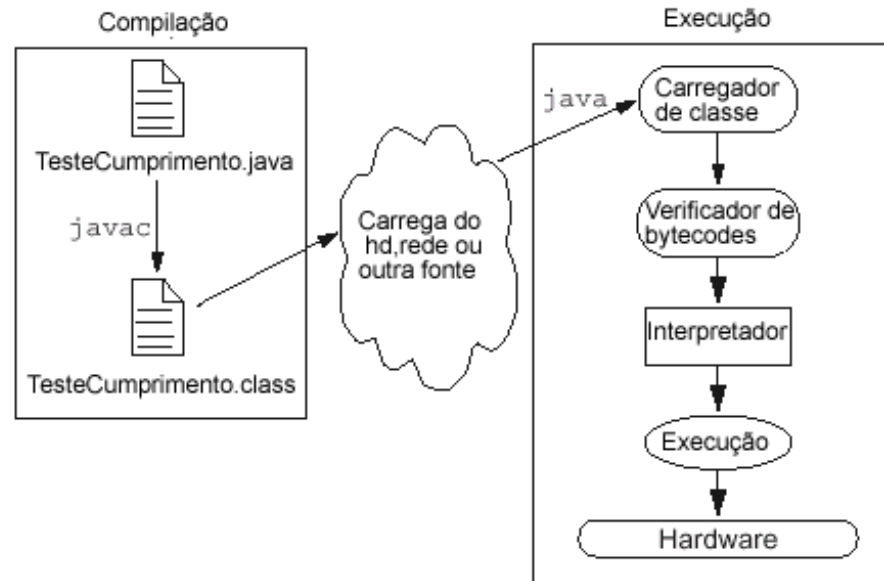 Compilação
TesteCumprimento.java
javac
TesteCumprimento.class
Carrega do
hd,rede ou
outra fonte
Execução
java
Carregador
de classe
Verificador de
bytecodes
Interpretador
Execução
Hardware